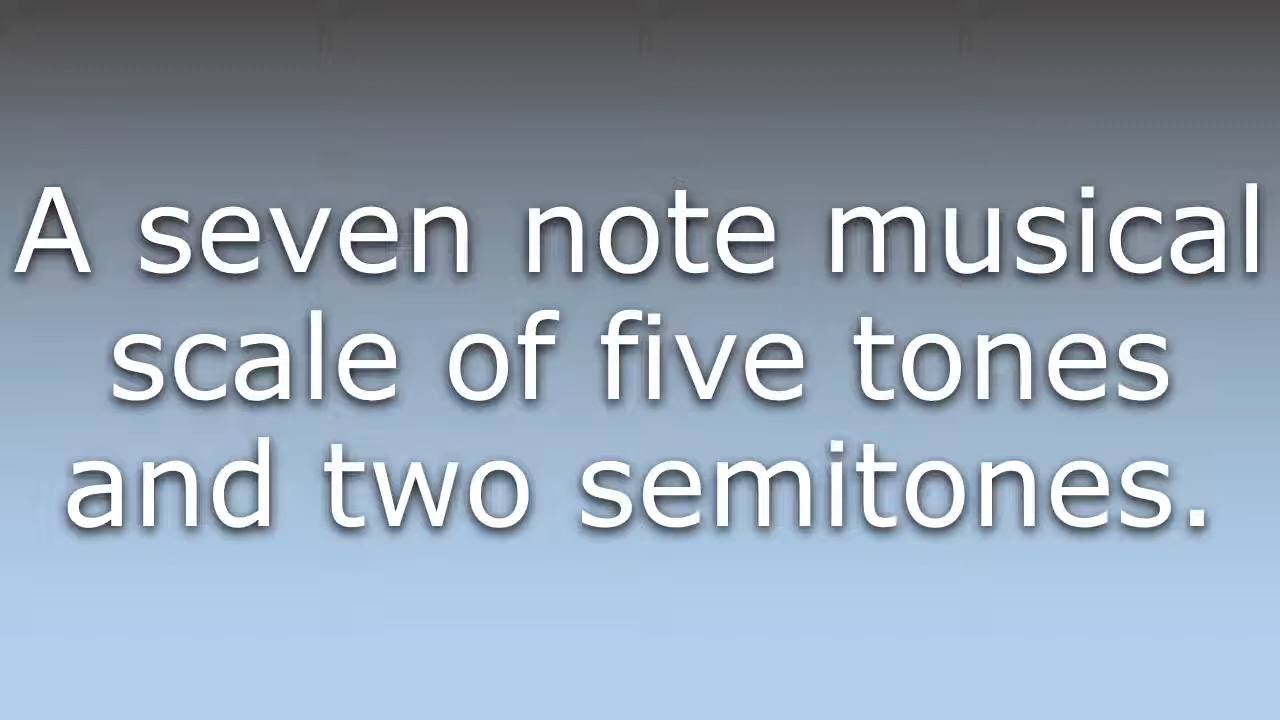 A seven note musical
scale of five tones
and two semitones.